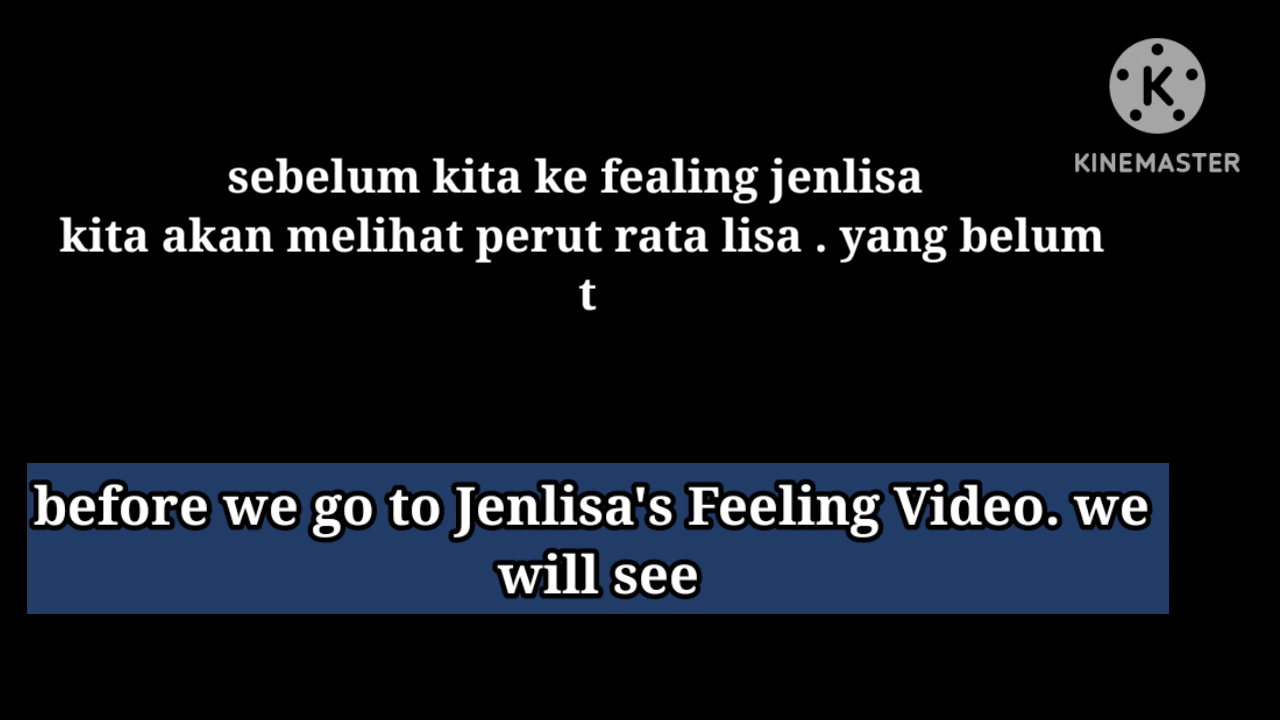 K
KINEMASTER
sebelum kita ke fealing jenlisa
kita akan melihat perut rata lisa . yang belum
t
before we go to Jenlisa's Feeling Video. we
will see